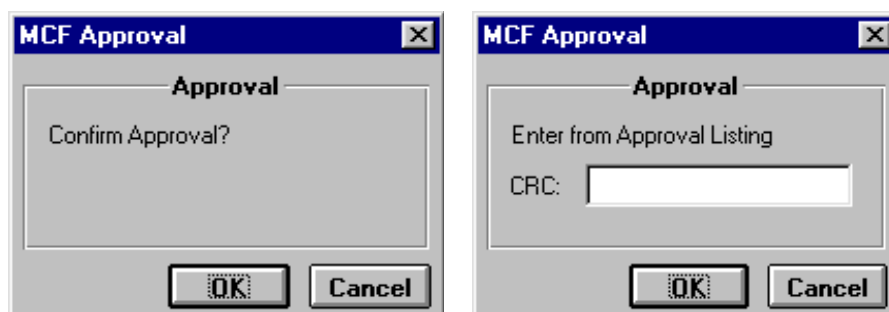 MCF Approval
Approval
Confirm Approval?
OK Cancel
MCF Approval
Approval
Enter from Approval Listing
CRC:
OK Cancel